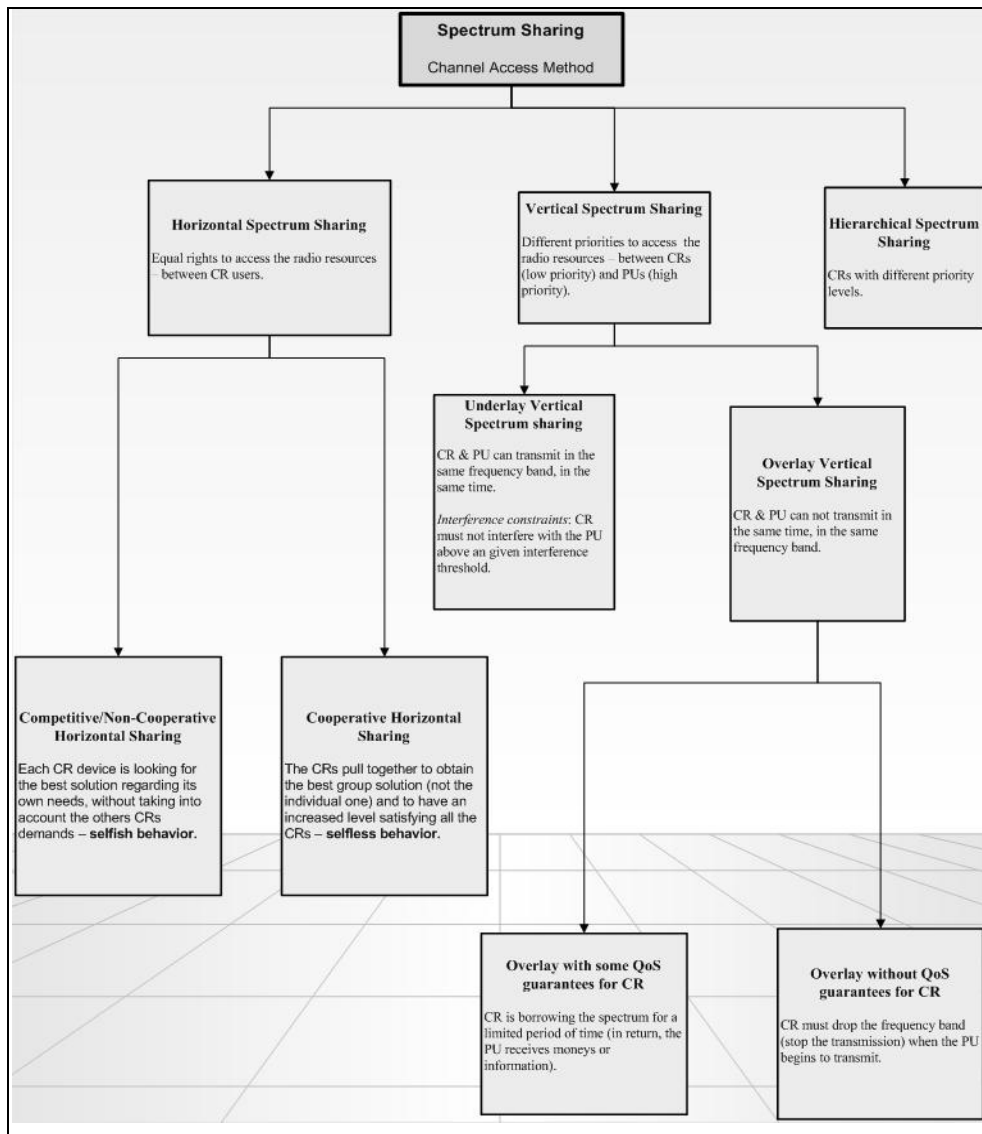 Spectrum Sharing
Channel Access Method
Horizontal Spectrum Sharing
Equal rights to access the radio resources
– between CR users.
Vertical Spectrum Sharing
Different priorities to access the
radio resources – between CRs
(low priority) and PUs (high
priority).
Hierarchical Spectrum
Sharing
CRs with different priority
levels.
Underlay Vertical
Spectrum sharing
CR & PU can transmit in the
same frequency band, in the
same time.
Interference constraints: CR
must not interfere with the PU
above an given interference
threshold.
Overlay Vertical
Spectrum Sharing
CR & PU can not transmit in
the same time, in the same
frequency band.
Competitive/Non-Cooperative
Horizontal Sharing
Each CR device is looking for
the best solution regarding its
own needs, without taking into
account the others CRs
demands – selfish behavior.
Cooperative Horizontal
Sharing
The CRs pull together to obtain
the best group solution (not the
individual one) and to have an
increased level satisfying all the
CRs – selfless behavior.
Overlay with some QoS
guarantees for CR
CR is borrowing the spectrum for a
limited period of time (in return, the
PU receives moneys or
information).
Overlay without QoS
guarantees for CR
CR must drop the frequency band
(stop the transmission) when the PU
begins to transmit.